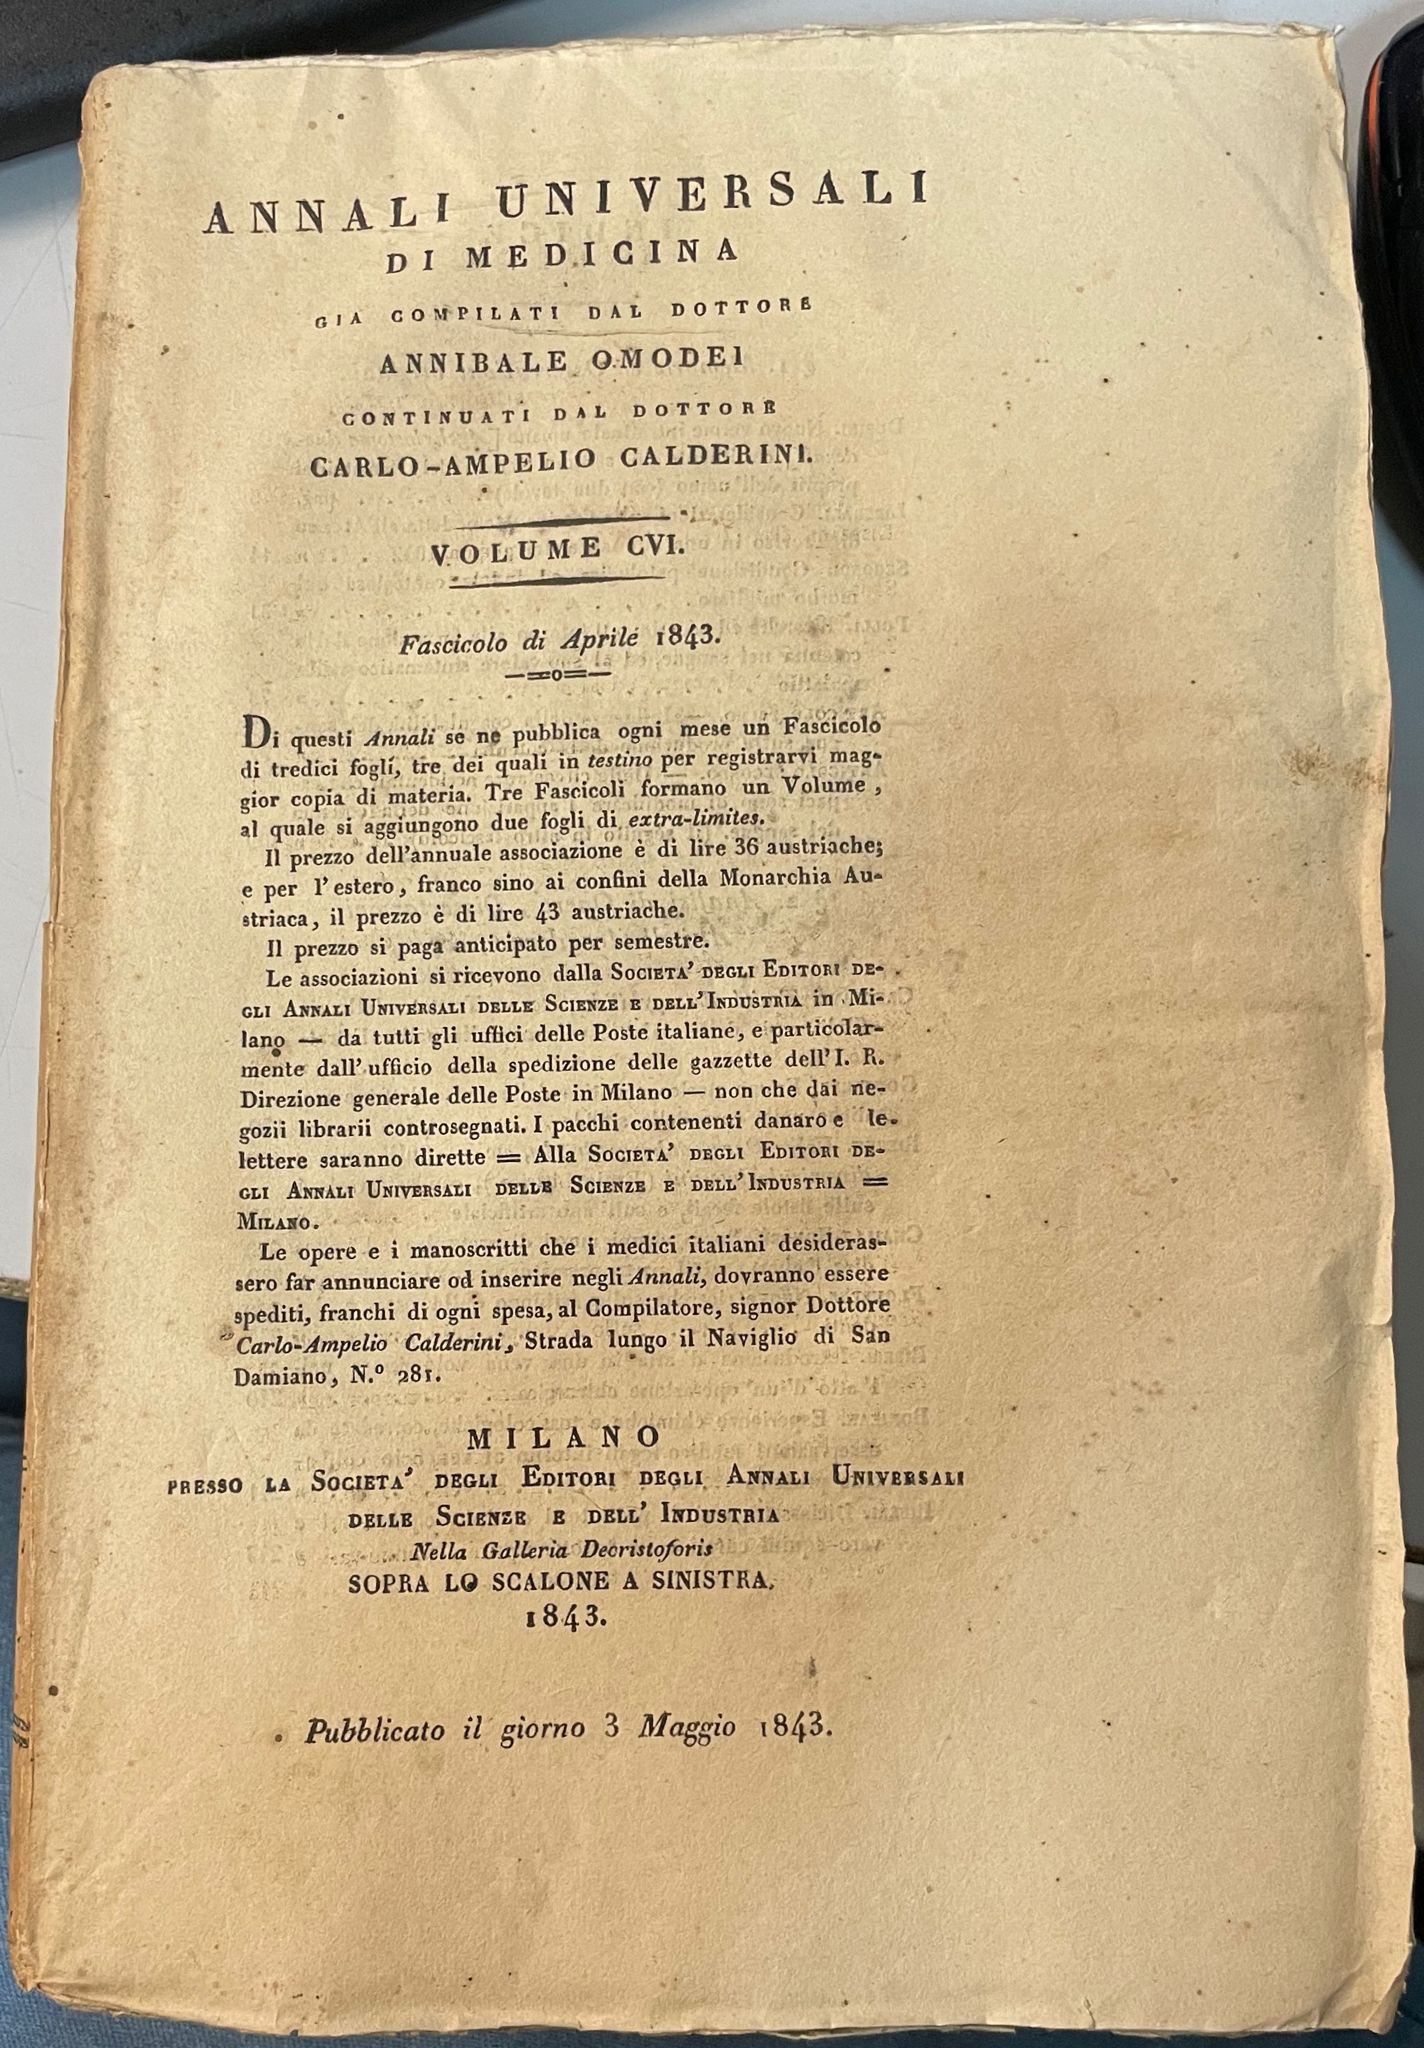 ANNALI UNIVERSALI
DI MEDICINA
GIA COMPILATI DAL DOTTORE
ANNIBALE OMODEI
CONTINUATI DAL DOTTORE
CARLO-AMPELIO CALDERINI.
VOLUME CVI.
Fascicolo di Aprile 1843.
Di questi Annali se ne pubblica ogni mese un Fascicolo
di tredici fogli, tre dei quali in testino per registrarvi mag-
gior copia di materia. Tre Fascicoli formano un Volume,
al quale si aggiungono due fogli di extra-limites.
Il prezzo dell'annuale associazione è di lire 36 austriache;
e per l'estero, franco sino ai confini della Monarchia Au-
striaca, il prezzo è di lire 43 austriache.
Il prezzo si paga anticipato per semestre.
Le associazioni si ricevono dalla SOCIETA' DEGLI EDITORI DE-
GLI ANNALI UNIVERSALI DELLE SCIENZE E DELL'INDUSTRIA in Mi-
lano — da tutti gli uffici delle Poste italiane, e particolar-
mente dall'ufficio della spedizione delle gazzette dell'I. R.
Direzione generale delle Poste in Milano — non che dai ne-
gozii librarii controsegnati. I pacchi contenenti danaro e le
lettere saranno dirette = Alla SOCIETA' DEGLI EDITORI DE-
GLI ANNALI UNIVERSALI DELLE SCIENZE E DELL'INDUSTRIA =
MILANO.
Le opere e i manoscritti che i medici italiani desideras-
sero far annunciare od inserire negli Annali, dovranno essere
spediti, franchi di ogni spesa, al Compilatore, signor Dottore
Carlo-Ampelio Calderini, Strada lungo il Naviglio di San
Damiano, N.º 281.
MILANO
PRESSO LA SOCIETA' DEGLI EDITORI DEGLI ANNALI UNIVERSALI
DELLE SCIENZE E DELL' INDUSTRIA
Nella Galleria Decristoforis
SOPRA LO SCALONE A SINISTRA.
1843.
Pubblicato il giorno 3 Maggio 1843.